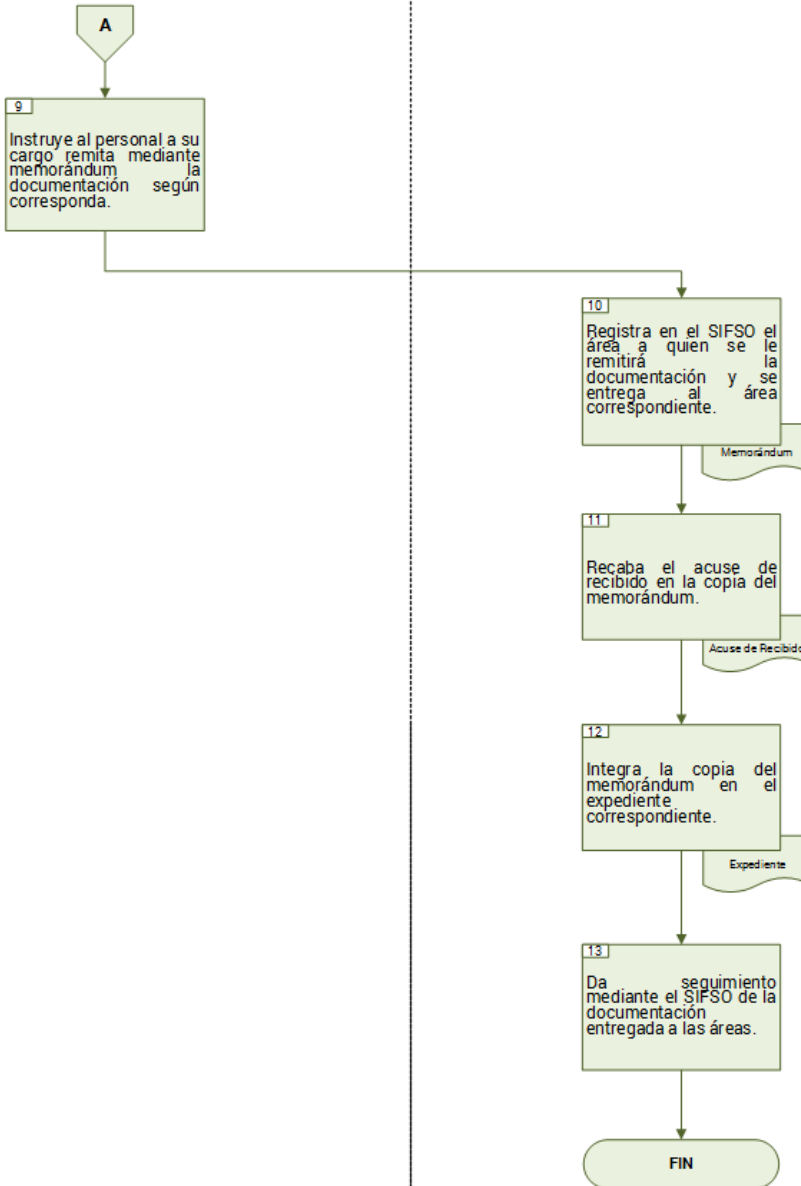 A
9
Instruye al personal a su
cargo remita mediante
memorándum la
documentación según
corresponda.
10
Registra en el SIFSO el
área a quien se le
remitirá la
documentación y se
entrega al área
correspondiente.
Memorándum
11
Recaba el acuse de
recibido en la copia del
memorándum.
Acuse de Recibido
12
Integra la copia del
memorándum en el
expediente
correspondiente.
Expediente
13
Da seguimiento
mediante el SIFSO de la
documentación
entregada a las áreas.
FIN